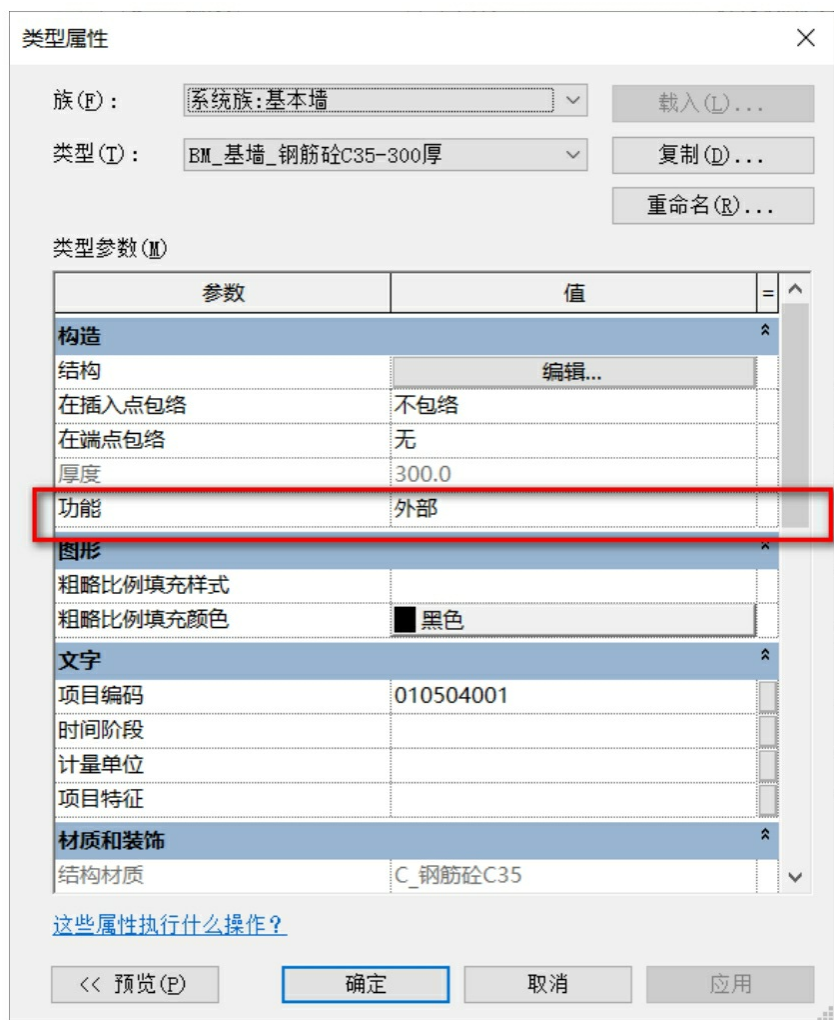 类型属性
族(F)： 系统族:基本墙 载入(L)...
类型(T)： BM_基墙_钢筋砼C35-300厚 复制(D)...
重命名(R)...
类型参数(M)
参数 值 =
构造
结构 编辑...
在插入点包络 不包络
在端点包络 无
厚度 300.0
功能 外部
图形
粗略比例填充样式
粗略比例填充颜色 黑色
文字
项目编码 010504001
时间阶段
计量单位
项目特征
材质和装饰
结构材质 C_钢筋砼C35
这些属性执行什么操作?
<< 预览(P) 确定 取消 应用